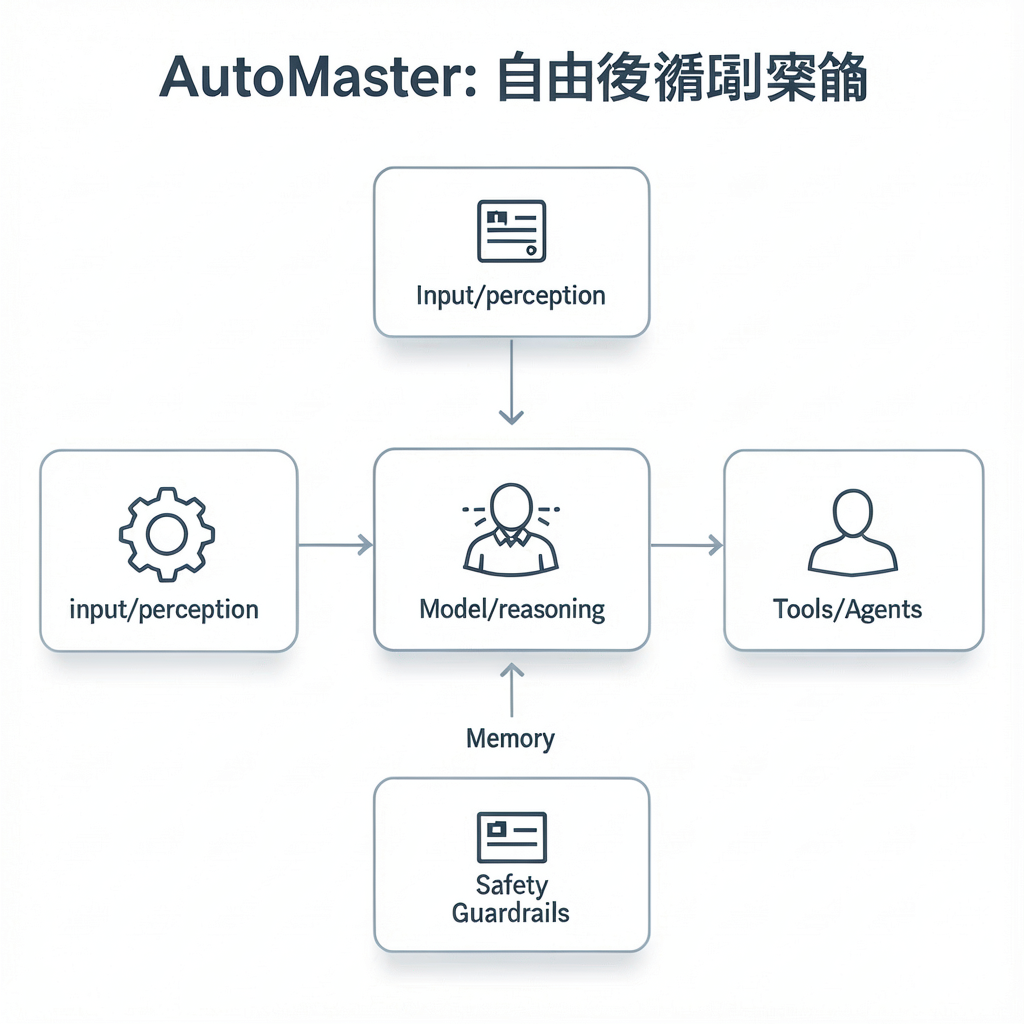 AutoMaster: 自由後
Input/perception
input/perception
Model/reasoning
Tools/Agents
Memory
Safety
Guardrails